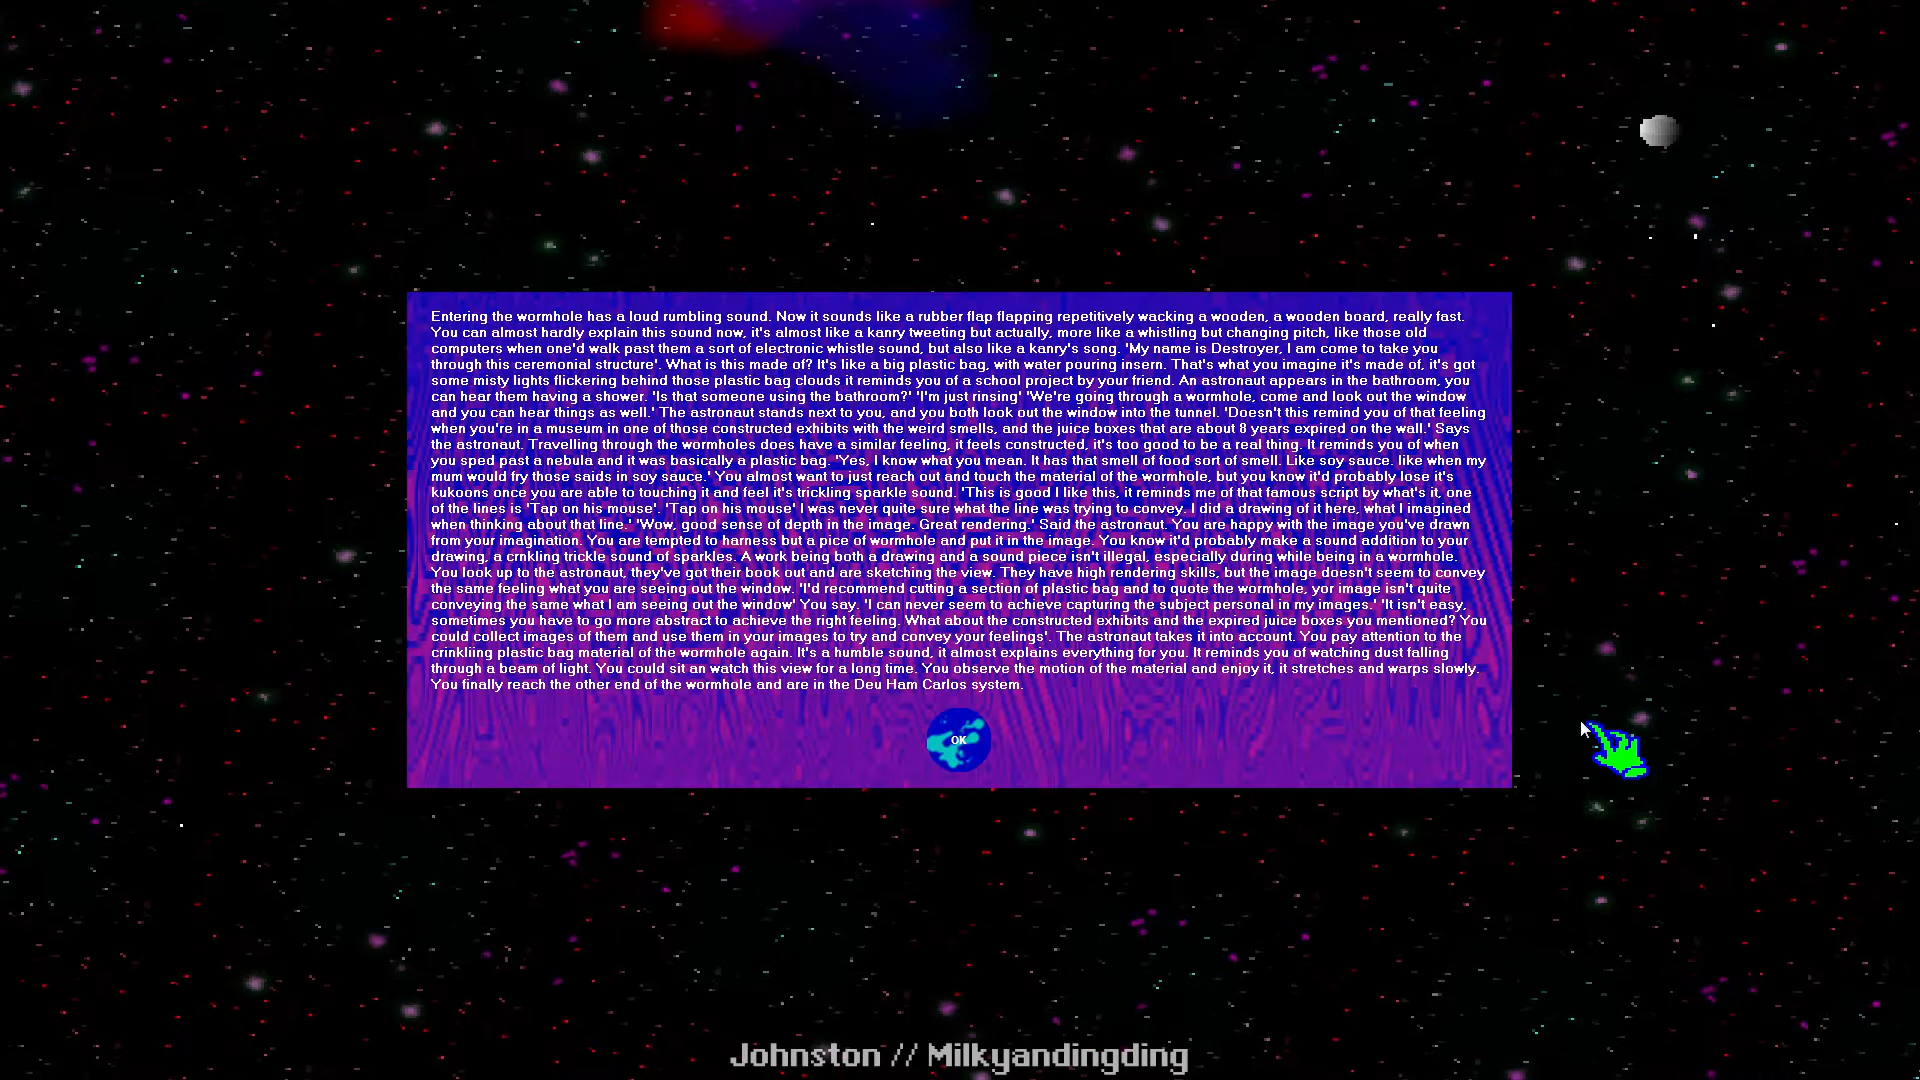 Entering the wormhole has a loud rumbling sound. Now it sounds like a rubber flap flapping repetitively wacking a wooden, a wooden board, really fast.
You can almost hardly explain this sound now, it's almost like a kanry tweeting but actually, more like a whistling but changing pitch, like those old
computers when one'd walk past them a sort of electronic whistle sound, but also like a kanry's song. 'My name is Destroyer, I am come to take you
through this ceremonial structure'. What is this made of? It's like a big plastic bag, with water pouring insern. That's what you imagine it's made of, it's got
some misty lights flickering behind those plastic bag clouds it reminds you of a school project by your friend. An astronaut appears in the bathroom, you
can hear them having a shower. 'Is that someone using the bathroom?' 'I'm just rinsing' 'We're going through a wormhole, come and look out the window
and you can hear things as well.' The astronaut stands next to you, and you both look out the window into the tunnel. 'Doesn't this remind you of that feeling
when you're in a museum in one of those constructed exhibits with the weird smells, and the juice boxes that are about 8 years expired on the wall.' Says
the astronaut. Travelling through the wormholes does have a similar feeling, it feels constructed, it's too good to be a real thing. It reminds you of when
you sped past a nebula and it was basically a plastic bag. 'Yes, I know what you mean. It has that smell of food sort of smell. Like soy sauce. like when my
mum would fry those saids in soy sauce.' You almost want to just reach out and touch the material of the wormhole, but you know it'd probably lose it's
kukoons once you are able to touching it and feel it's trickling sparkle sound. 'This is good I like this, it reminds me of that famous script by what's it, one
of the lines is 'Tap on his mouse'. 'Tap on his mouse' I was never quite sure what the line was trying to convey. I did a drawing of it here, what I imagined
when thinking about that line.' 'Wow, good sense of depth in the image. Great rendering.' Said the astronaut. You are happy with the image you've drawn
from your imagination. You are tempted to harness but a pice of wormhole and put it in the image. You know it'd probably make a sound addition to your
drawing, a crnkling trickle sound of sparkles. A work being both a drawing and a sound piece isn't illegal, especially during while being in a wormhole.
You look up to the astronaut, they've got their book out and are sketching the view. They have high rendering skills, but the image doesn't seem to convey
the same feeling what you are seeing out the window. 'I'd recommend cutting a section of plastic bag and to quote the wormhole, yor image isn't quite
conveying the same what I am seeing out the window' You say. 'I can never seem to achieve capturing the subject personal in my images.' 'It isn't easy,
sometimes you have to go more abstract to achieve the right feeling. What about the constructed exhibits and the expired juice boxes you mentioned? You
could collect images of them and use them in your images to try and convey your feelings'. The astronaut takes it into account. You pay attention to the
crinkliing plastic bag material of the wormhole again. It's a humble sound, it almost explains everything for you. It reminds you of watching dust falling
through a beam of light. You could sit an watch this view for a long time. You observe the motion of the material and enjoy it, it stretches and warps slowly.
You finally reach the other end of the wormhole and are in the Deu Ham Carlos system.
OK
Johnston // Milkyandingding